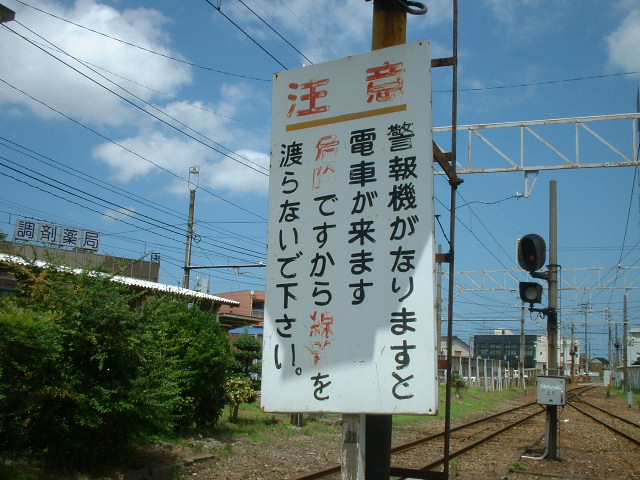 注意
警報機がなりますと
電車が来ます
危険ですから線路を
渡らないで下さい。
調剤薬局